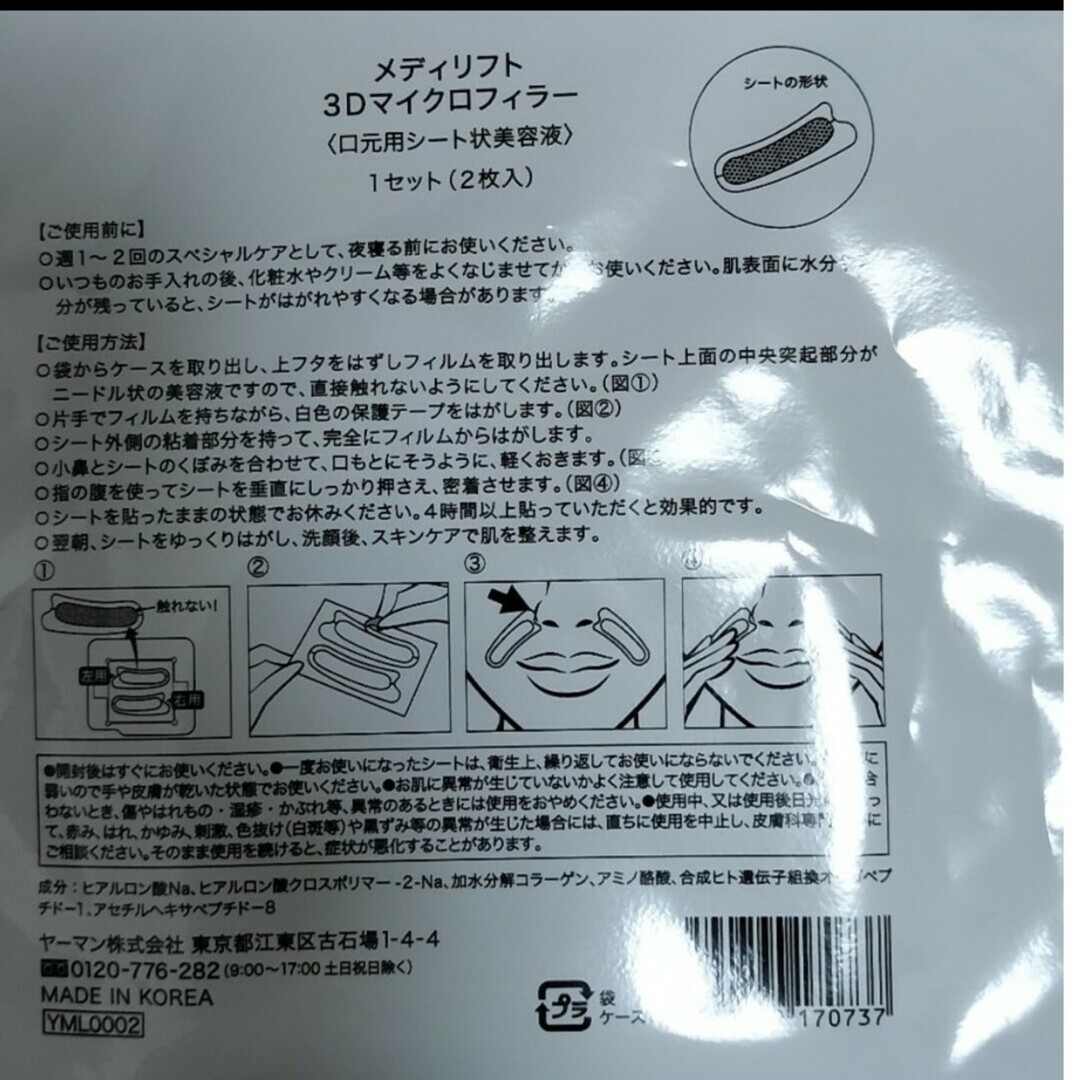 メディリフト
3Dマイクロフィラー
〈口元用シート状美容液〉
1セット（2枚入）
シートの形状
【ご使用前に】
○週1～2回のスペシャルケアとして、夜寝る前にお使いください。
○いつものお手入れの後、化粧水やクリーム等をよくなじませてか お使いください。肌表面に水分
分が残っていると、シートがはがれやすくなる場合があります。
【ご使用方法】
○袋からケースを取り出し、上フタをはずしフィルムを取り出します。シート上面の中央突起部分が
ニードル状の美容液ですので、直接触れないようにしてください。（図①）
○片手でフィルムを持ちながら、白色の保護テープをはがします。（図②）
○シート外側の粘着部分を持って、完全にフィルムからはがします。
○小鼻とシートのくぼみを合わせて、口もとにそうように、軽くおきます。（図
○指の腹を使ってシートを垂直にしっかり押さえ、密着させます。（図④）
○シートを貼ったままの状態でお休みください。4時間以上貼っていただくと効果的です。
○翌朝、シートをゆっくりはがし、洗顔後、スキンケアで肌を整えます。
① ② ③ ④
触れない！
左用
右用
●開封後はすぐにお使いください。●一度お使いになったシートは、衛生上、繰り返してお使いにならないでください。 に
弱いので手や皮膚が乾いた状態でお使いください。●お肌に異常が生じていないかよく注意して使用してください。● 合
わないとき、傷やはれもの・湿疹・かぶれ等、異常のあるときには使用をおやめください。●使用中、又は使用後日光 っ
て、赤み、はれ、かゆみ、刺激、色抜け（白斑等）や黒ずみ等の異常が生じた場合には、直ちに使用を中止し、皮膚科専門 に
ご相談ください。そのまま使用を続けると、症状が悪化することがあります。
成分：ヒアルロン酸Na、ヒアルロン酸クロスポリマー-2-Na、加水分解コラーゲン、アミノ酪酸、合成ヒト遺伝子組換オ ゴペプ
チド-1、アセチルヘキサペプチド-8
ヤーマン株式会社 東京都江東区古石場1-4-4
0120-776-282（9:00～17:00 土日祝日除く）
MADE IN KOREA
YML0002
プラ
袋
ケース
170737